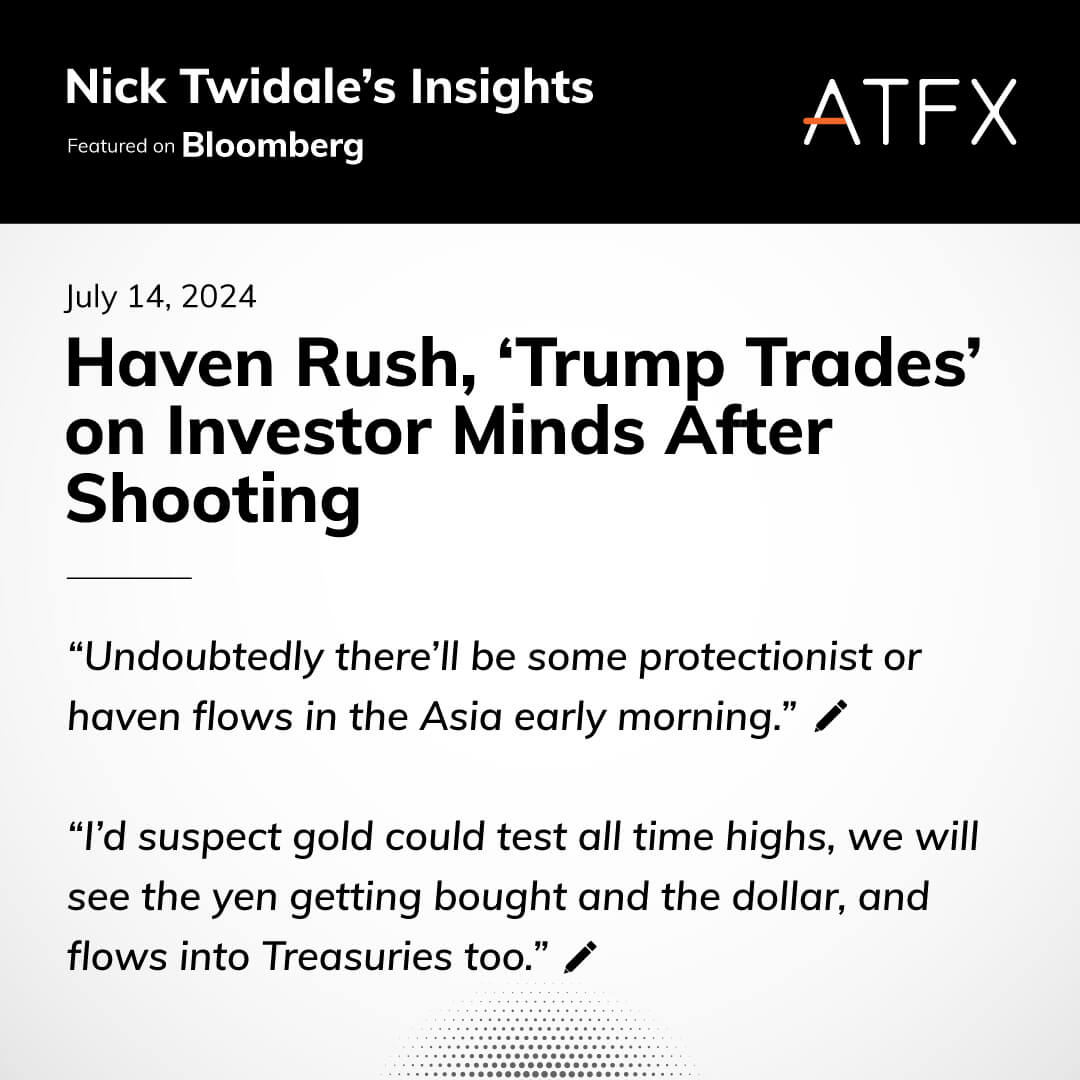 Nick Twidale’s Insights
ATFX
Featured on Bloomberg
July 14, 2024
Haven Rush, ‘Trump Trades’
on Investor Minds After
Shooting
“Undoubtedly there’ll be some protectionist or
haven flows in the Asia early morning.”
“I’d suspect gold could test all time highs, we will
see the yen getting bought and the dollar, and
flows into Treasuries too.”